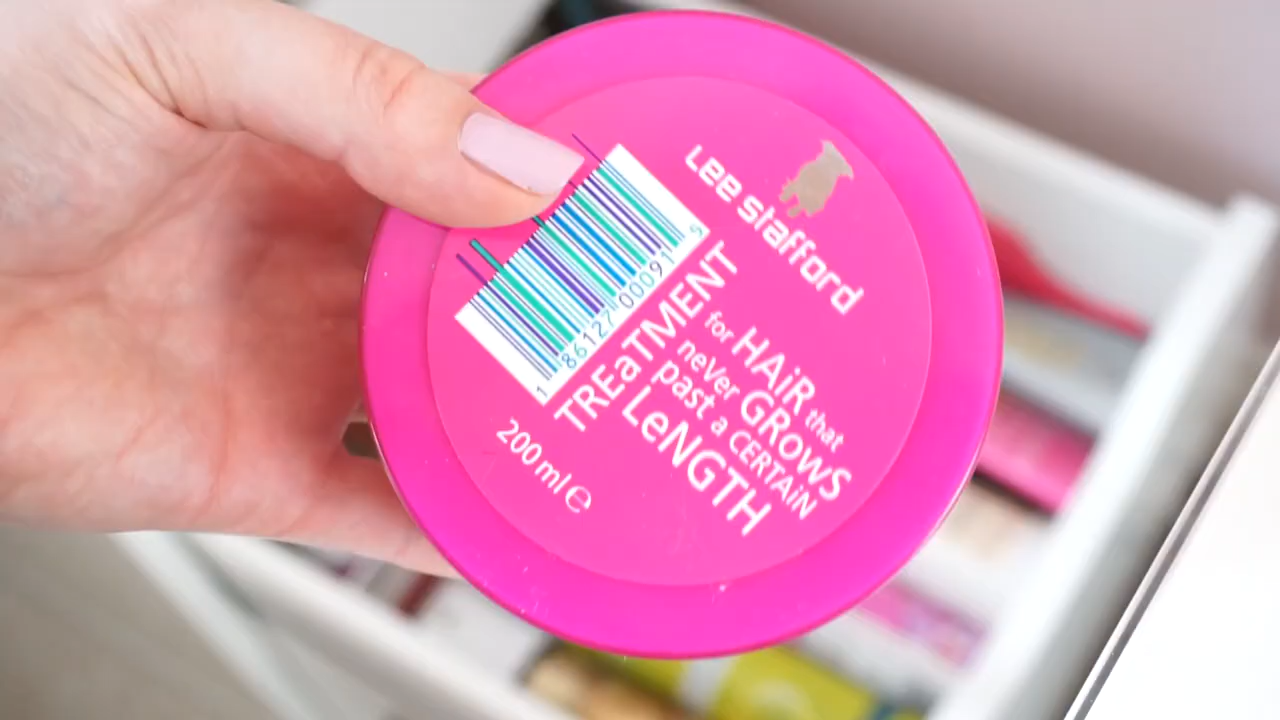 Lee stafford
TREaTMENT
for HAiR that
neVer GRowS
past a CERTAiN
LeNGTH
200 ml e
1 86127 00091 5